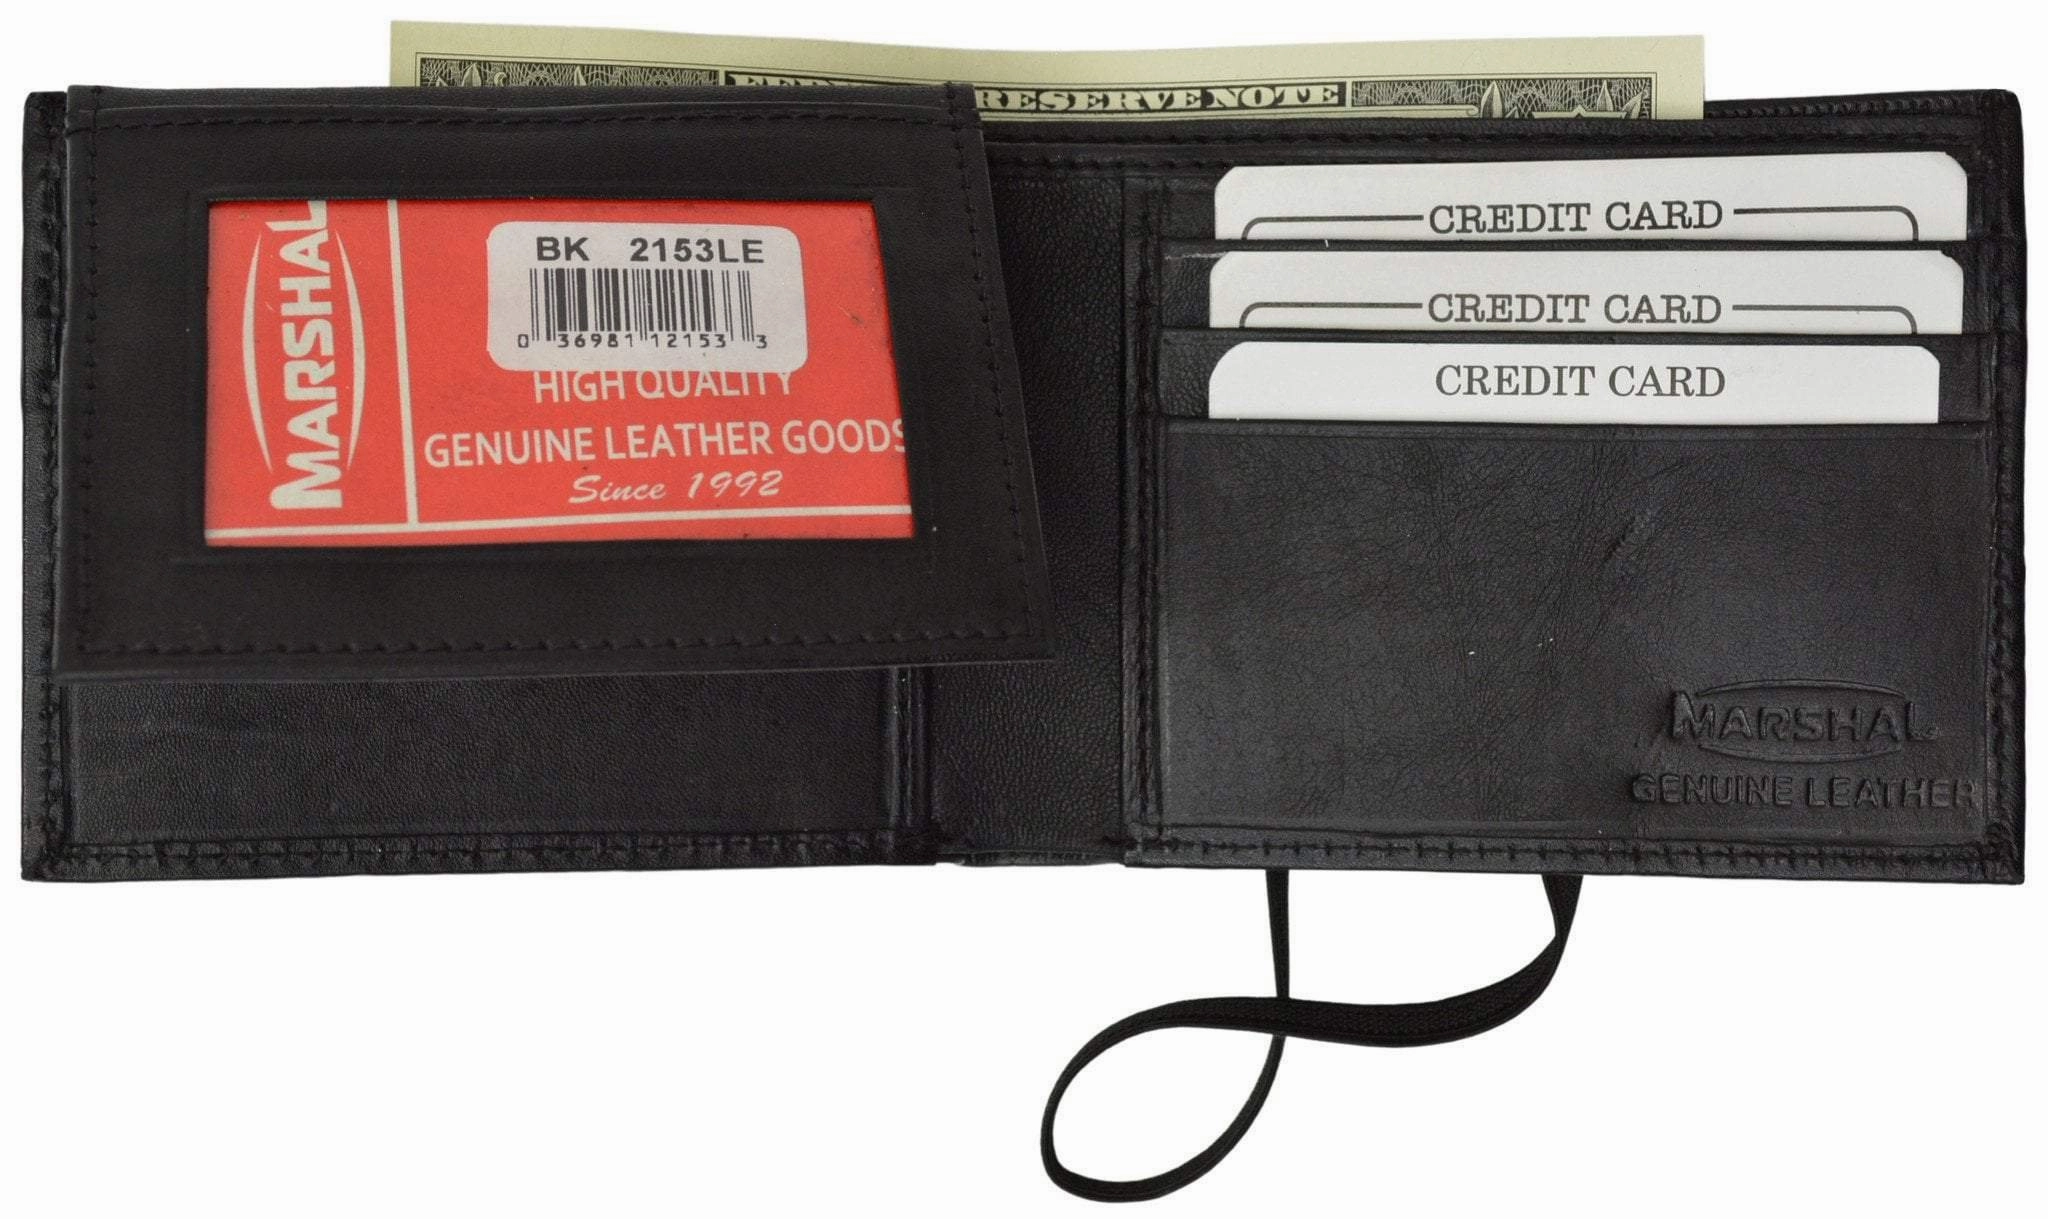 RESERVE NOTE
MARSHAL
BK 2153LE
0 36981 12153 3
HIGH QUALITY
GENUINE LEATHER GOODS
Since 1992
CREDIT CARD
CREDIT CARD
CREDIT CARD
MARSHAL
GENUINE LEATHER